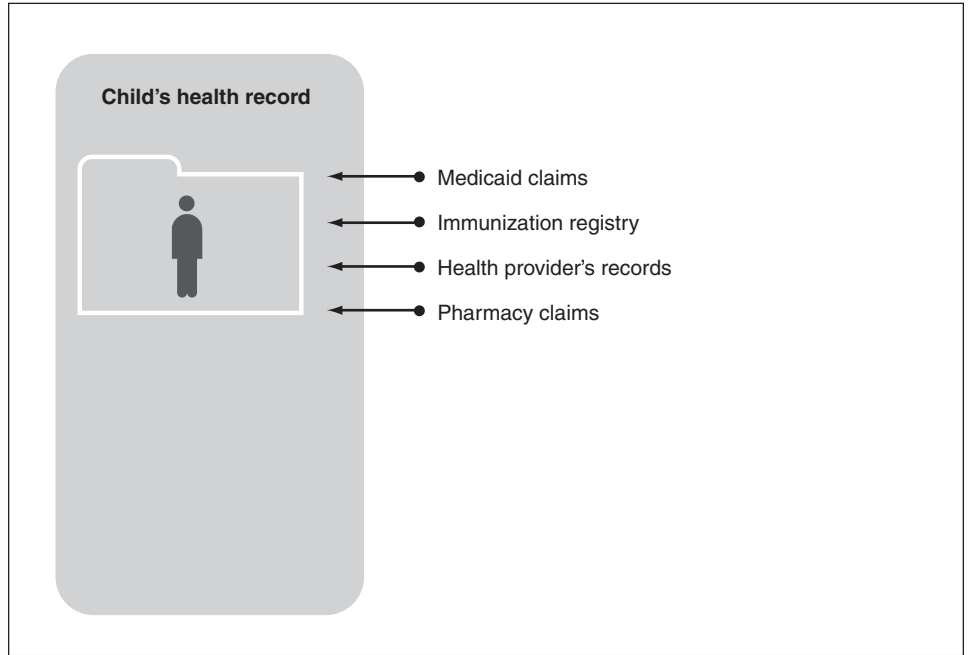 Child's health record
Medicaid claims
Immunization registry
Health provider's records
Pharmacy claims